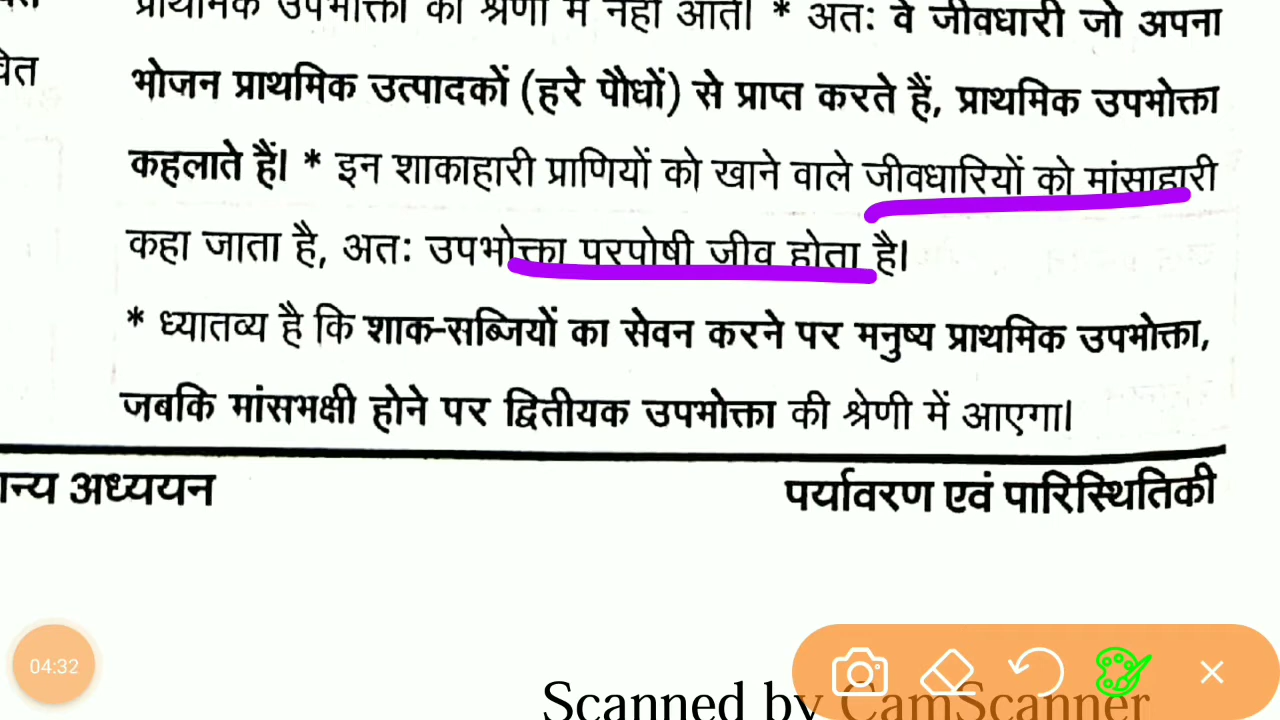 प्राथमिक उपभोक्ता की श्रेणी में नहीं आते। * अतः वे जीवधारी जो अपना
भोजन प्राथमिक उत्पादकों (हरे पौधों) से प्राप्त करते हैं, प्राथमिक उपभोक्ता
कहलाते हैं। * इन शाकाहारी प्राणियों को खाने वाले जीवधारियों को मांसाहारी
कहा जाता है, अतः उपभोक्ता परपोषी जीव होता है।
* ध्यातव्य है कि शाक-सब्जियों का सेवन करने पर मनुष्य प्राथमिक उपभोक्ता,
जबकि मांसभक्षी होने पर द्वितीयक उपभोक्ता की श्रेणी में आएगा।
न्य अध्ययन
पर्यावरण एवं पारिस्थितिकी
04:32
Scanned by CamScanner